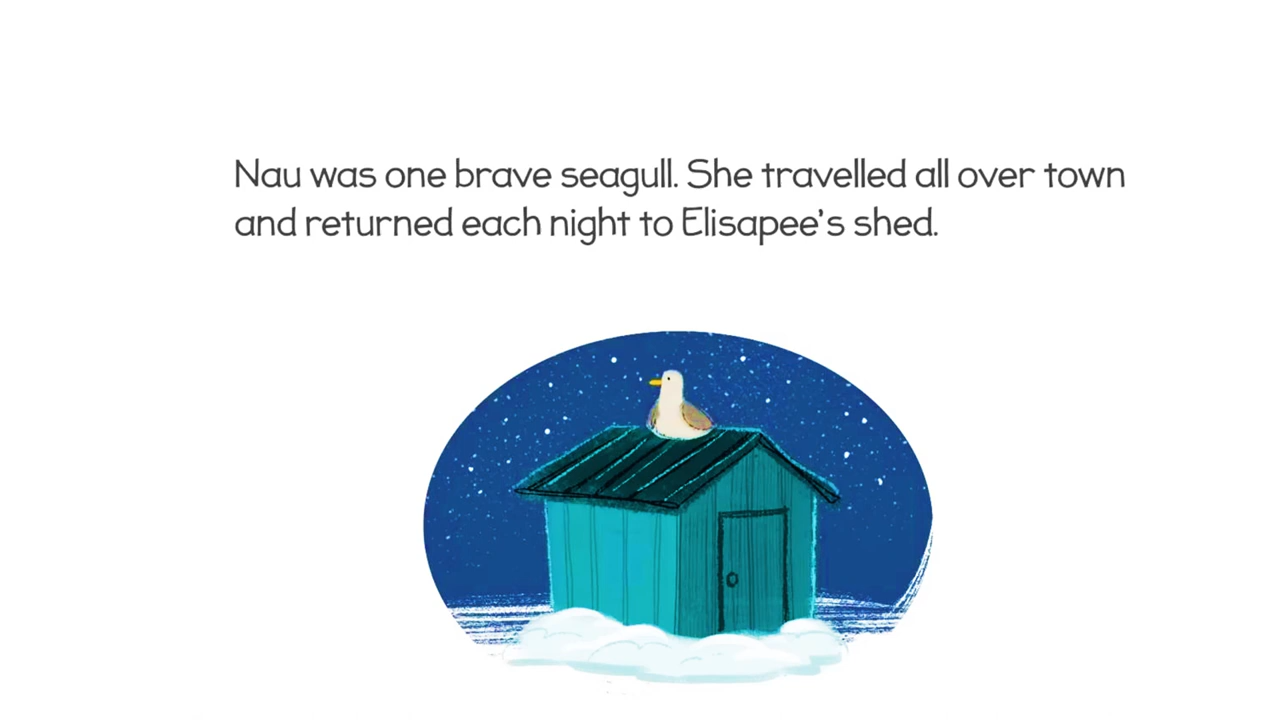 Nau was one brave seagull. She travelled all over town
and returned each night to Elisapee's shed.